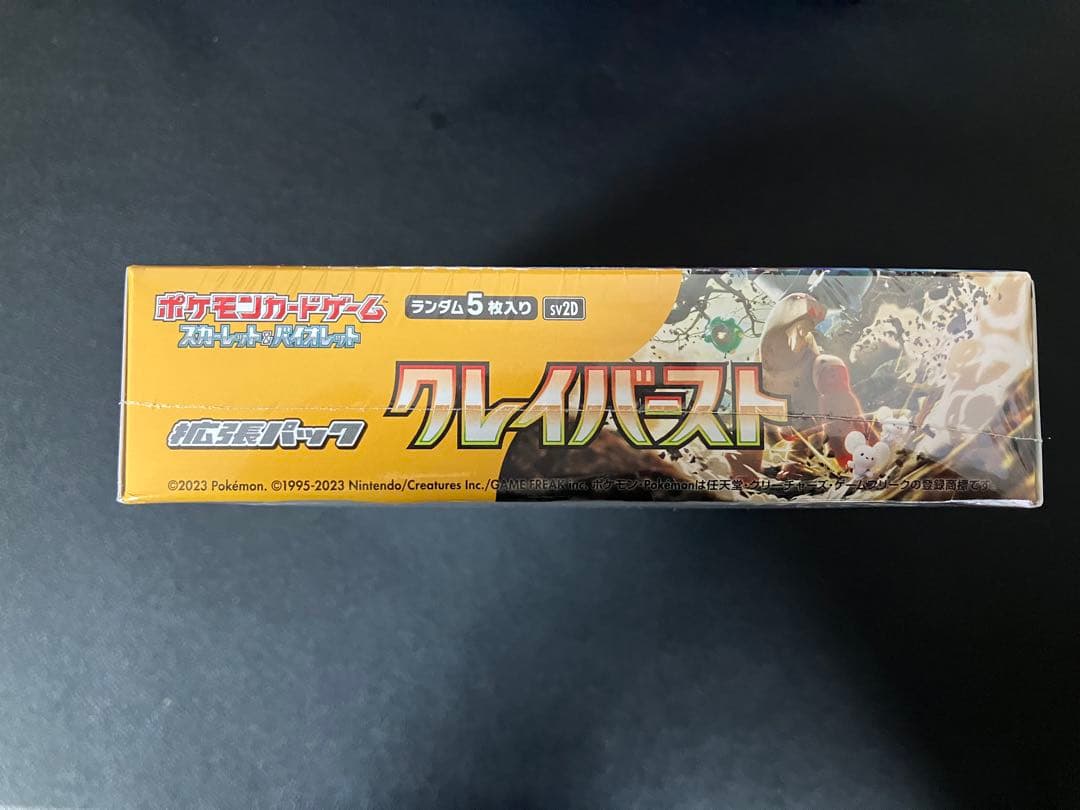 ポケモンカードゲーム
スカーレット&バイオレット
ランダム5枚入り sv2D
クレイバースト
拡張パック
©2023 Pokémon. ©1995-2023 Nintendo/Creatures Inc./GAME FREAK inc. ポケモン・Pokémonは任天堂・クリーチャーズ・ゲームフリークの登録商標です。